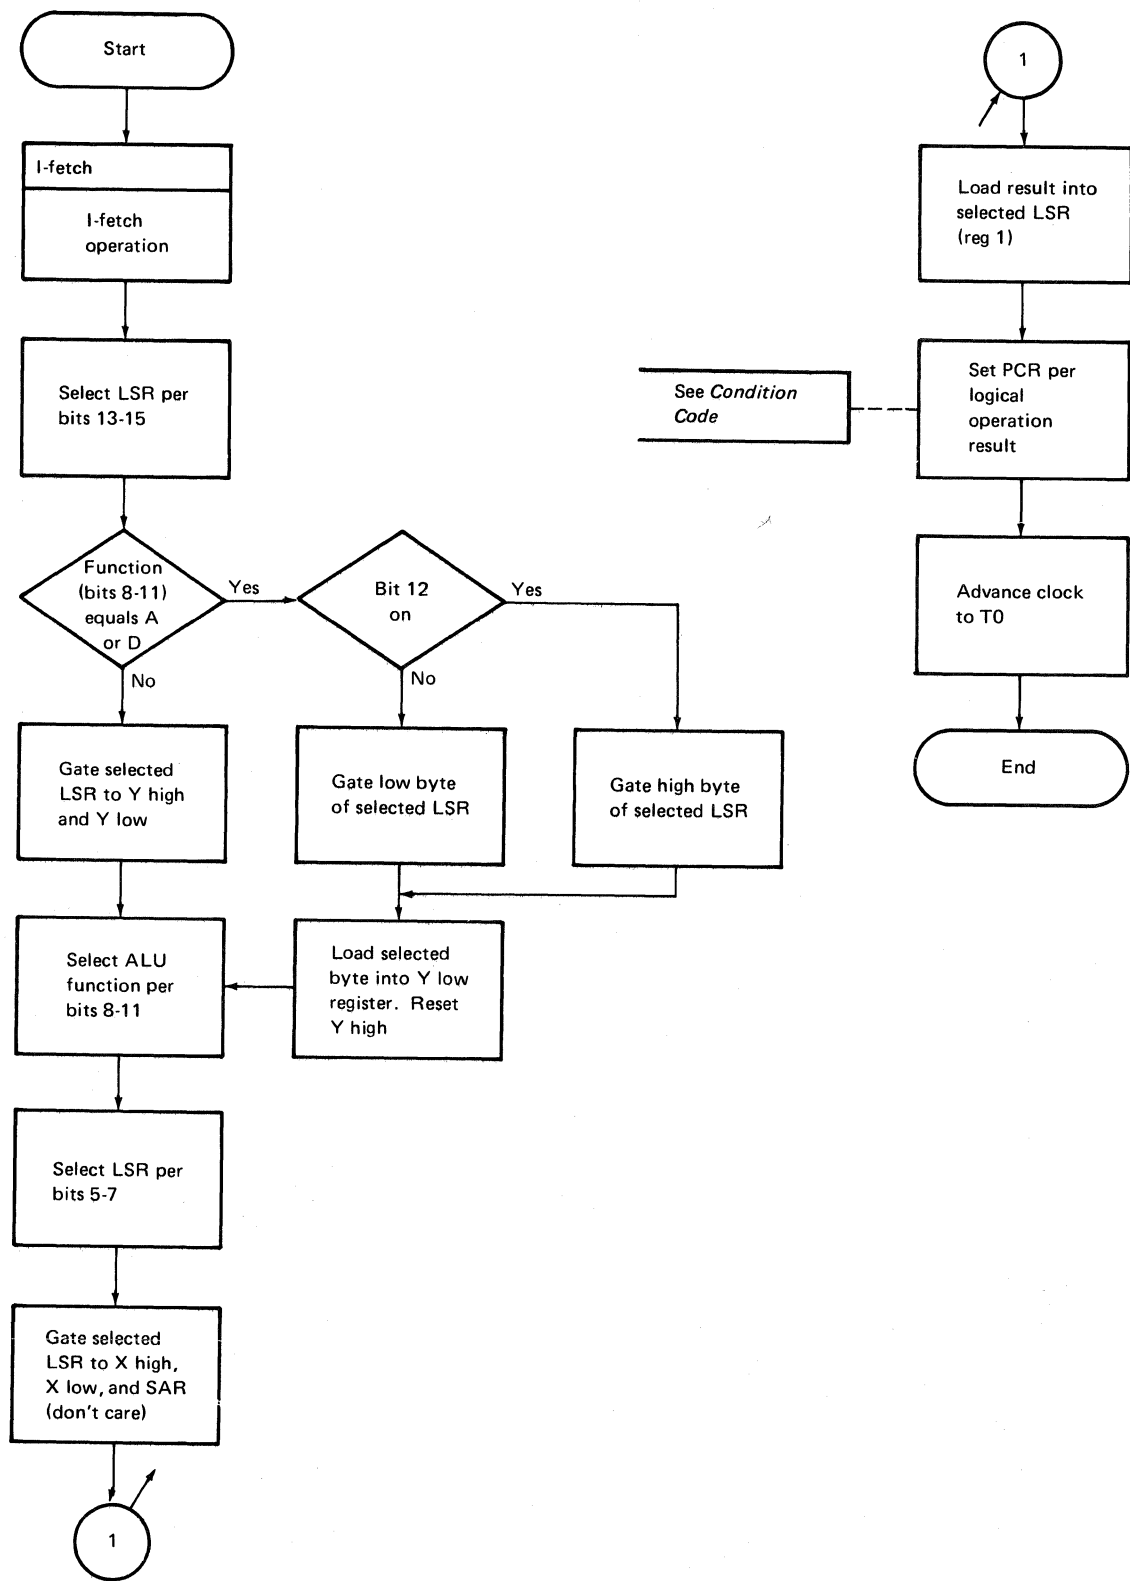 Start
I-fetch
I-fetch
operation
Select LSR per
bits 13-15
Function
(bits 8-11)
equals A
or D
Yes
No
Bit 12
on
Yes
No
Gate selected
LSR to Y high
and Y low
Gate low byte
of selected LSR
Gate high byte
of selected LSR
Select ALU
function per
bits 8-11
Load selected
byte into Y low
register. Reset
Y high
Select LSR per
bits 5-7
Gate selected
LSR to X high,
X low, and SAR
(don't care)
1
1
Load result into
selected LSR
(reg 1)
See Condition
Code
Set PCR per
logical
operation
result
Advance clock
to T0
End